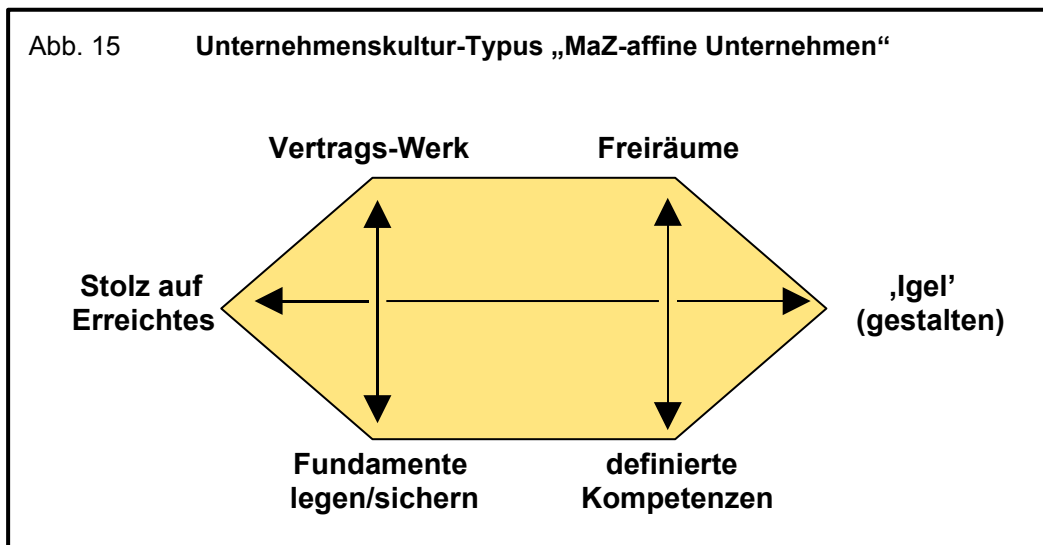 Abb. 15 Unternehmenskultur-Typus „MaZ-affine Unternehmen“
Vertrags-Werk Freiräume
Stolz auf
Erreichtes
‚Igel’
(gestalten)
Fundamente
legen/sichern
definierte
Kompetenzen